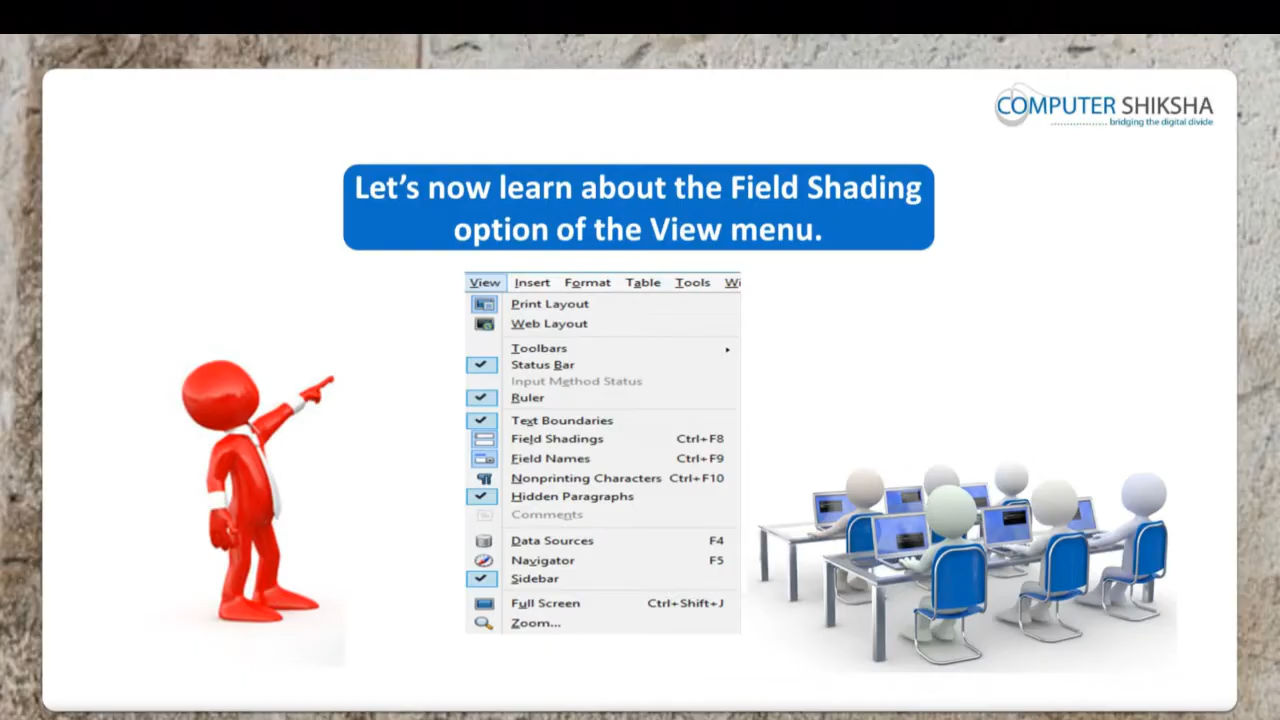 COMPUTER SHIKSHA
bridging the digital divide
Let's now learn about the Field Shading
option of the View menu.
View Insert Format Table Tools Wi
Print Layout
Web Layout
Toolbars
Status Bar
Input Method Status
Ruler
Text Boundaries
Field Shadings Ctrl+F8
Field Names Ctrl+F9
Nonprinting Characters Ctrl+F10
Hidden Paragraphs
Comments
Data Sources F4
Navigator F5
Sidebar
Full Screen Ctrl+Shift+J
Zoom...